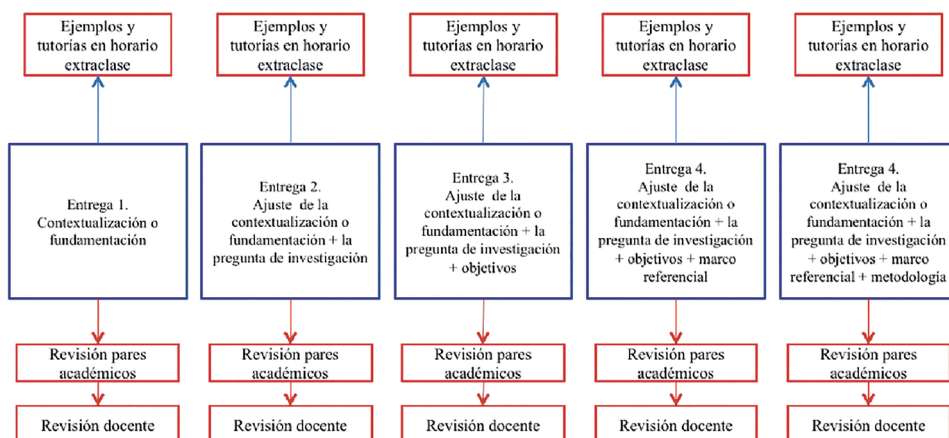 Ejemplos y
tutorías en horario
extraclase
Ejemplos y
tutorías en horario
extraclase
Ejemplos y
tutorías en horario
extraclase
Ejemplos y
tutorías en horario
extraclase
Ejemplos y
tutorías en horario
extraclase
Entrega 1.
Contextualización o
fundamentación
Entrega 2.
Ajuste de la
contextualización o
fundamentación + la
pregunta de investigación
Entrega 3.
Ajuste de la
contextualización o
fundamentación + la
pregunta de investigación
+ objetivos
Entrega 4.
Ajuste de la
contextualización o
fundamentación + la
pregunta de investigación
+ objetivos + marco
referencial
Entrega 4.
Ajuste de la
contextualización o
fundamentación + la
pregunta de investigación
+ objetivos + marco
referencial + metodología
Revisión pares
académicos
Revisión pares
académicos
Revisión pares
académicos
Revisión pares
académicos
Revisión pares
académicos
Revisión docente
Revisión docente
Revisión docente
Revisión docente
Revisión docente